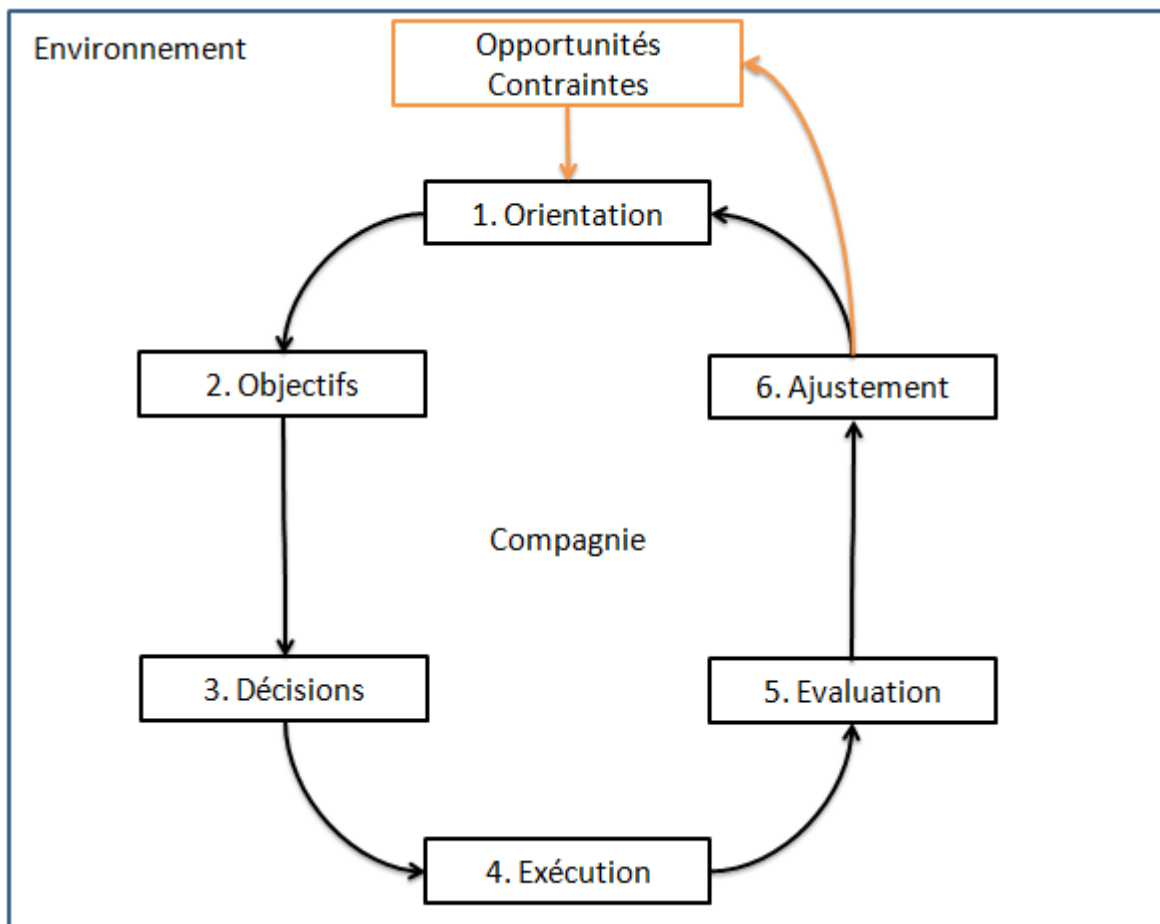 Environnement
Opportunités
Contraintes
1. Orientation
2. Objectifs
6. Ajustement
Compagnie
3. Décisions
5. Evaluation
4. Exécution